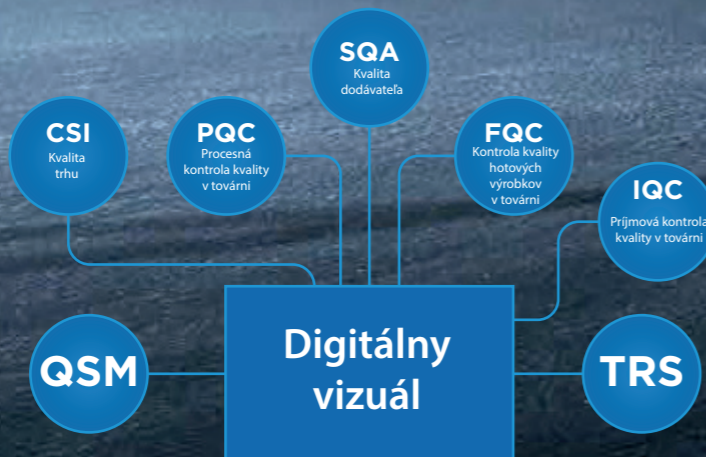 SQA
Kvalita
dodávateľa
CSI
Kvalita
trhu
PQC
Procesná
kontrola kvality
v továrni
FQC
Kontrola kvality
hotových
výrobkov
v továrni
IQC
Príjmová kontrola
kvality v továrni
QSM
Digitálny
vizuál
TRS